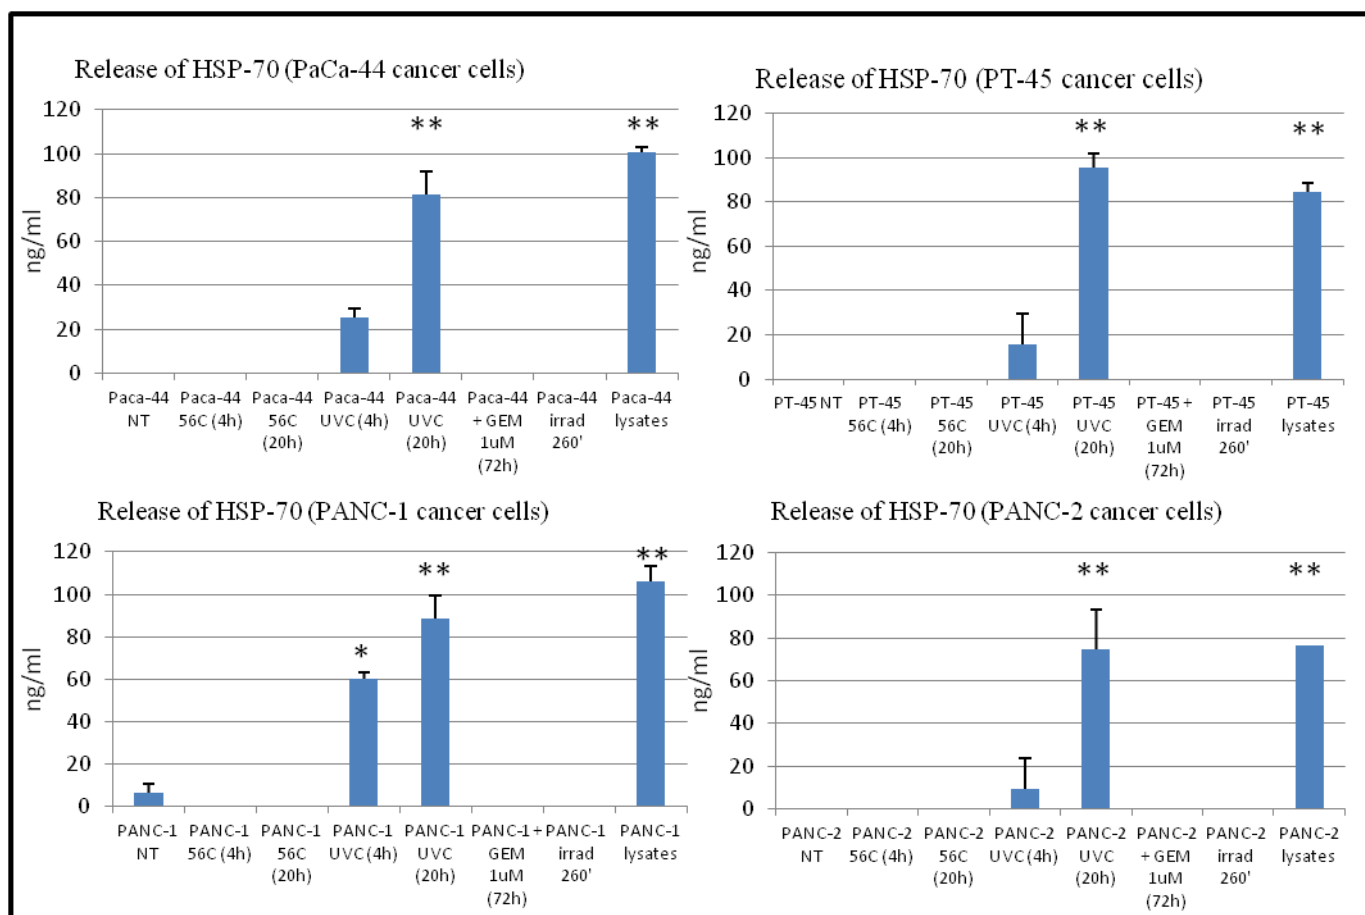 Release of HSP-70 (PaCa-44 cancer cells)
120
100
80
60
40
20
0
ng/ml
**
**
Paca-44 NT
Paca-44 56C (4h)
Paca-44 56C (20h)
Paca-44 UVC (4h)
Paca-44 UVC (20h)
Paca-44 + GEM 1uM (72h)
Paca-44 irrad 260'
Paca-44 lysates
Release of HSP-70 (PT-45 cancer cells)
120
100
80
60
40
20
0
ng/ml
**
**
PT-45 NT
PT-45 56C (4h)
PT-45 56C (20h)
PT-45 UVC (4h)
PT-45 UVC (20h)
PT-45 + GEM 1uM (72h)
PT-45 irrad 260'
PT-45 lysates
Release of HSP-70 (PANC-1 cancer cells)
120
100
80
60
40
20
0
ng/ml
*
**
**
PANC-1 NT
PANC-1 56C (4h)
PANC-1 56C (20h)
PANC-1 UVC (4h)
PANC-1 UVC (20h)
PANC-1 + GEM 1uM (72h)
PANC-1 irrad 260'
PANC-1 lysates
Release of HSP-70 (PANC-2 cancer cells)
120
100
80
60
40
20
0
ng/ml
**
**
PANC-2 NT
PANC-2 56C (4h)
PANC-2 56C (20h)
PANC-2 UVC (4h)
PANC-2 UVC (20h)
PANC-2 + GEM 1uM (72h)
PANC-2 irrad 260'
PANC-2 lysates